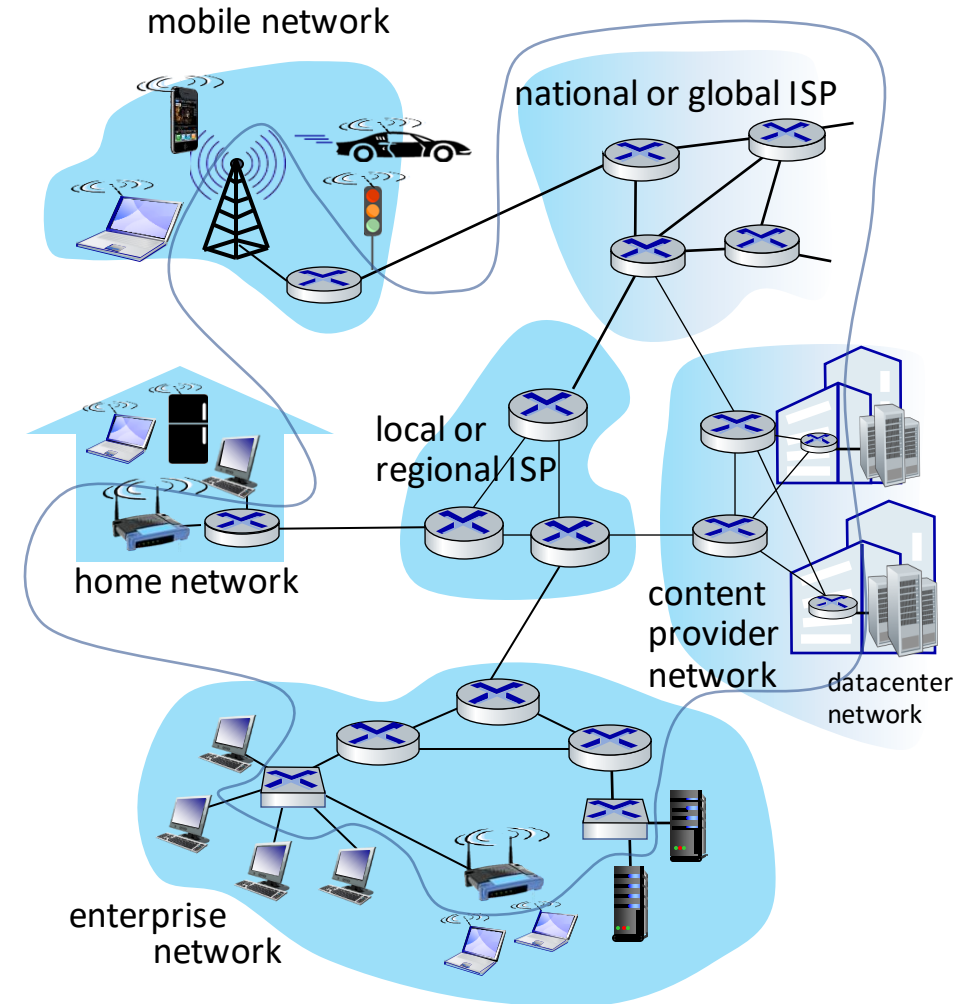 mobile network
national or global ISP
local or
regional ISP
home network
content
provider
network
datacenter
network
enterprise
network